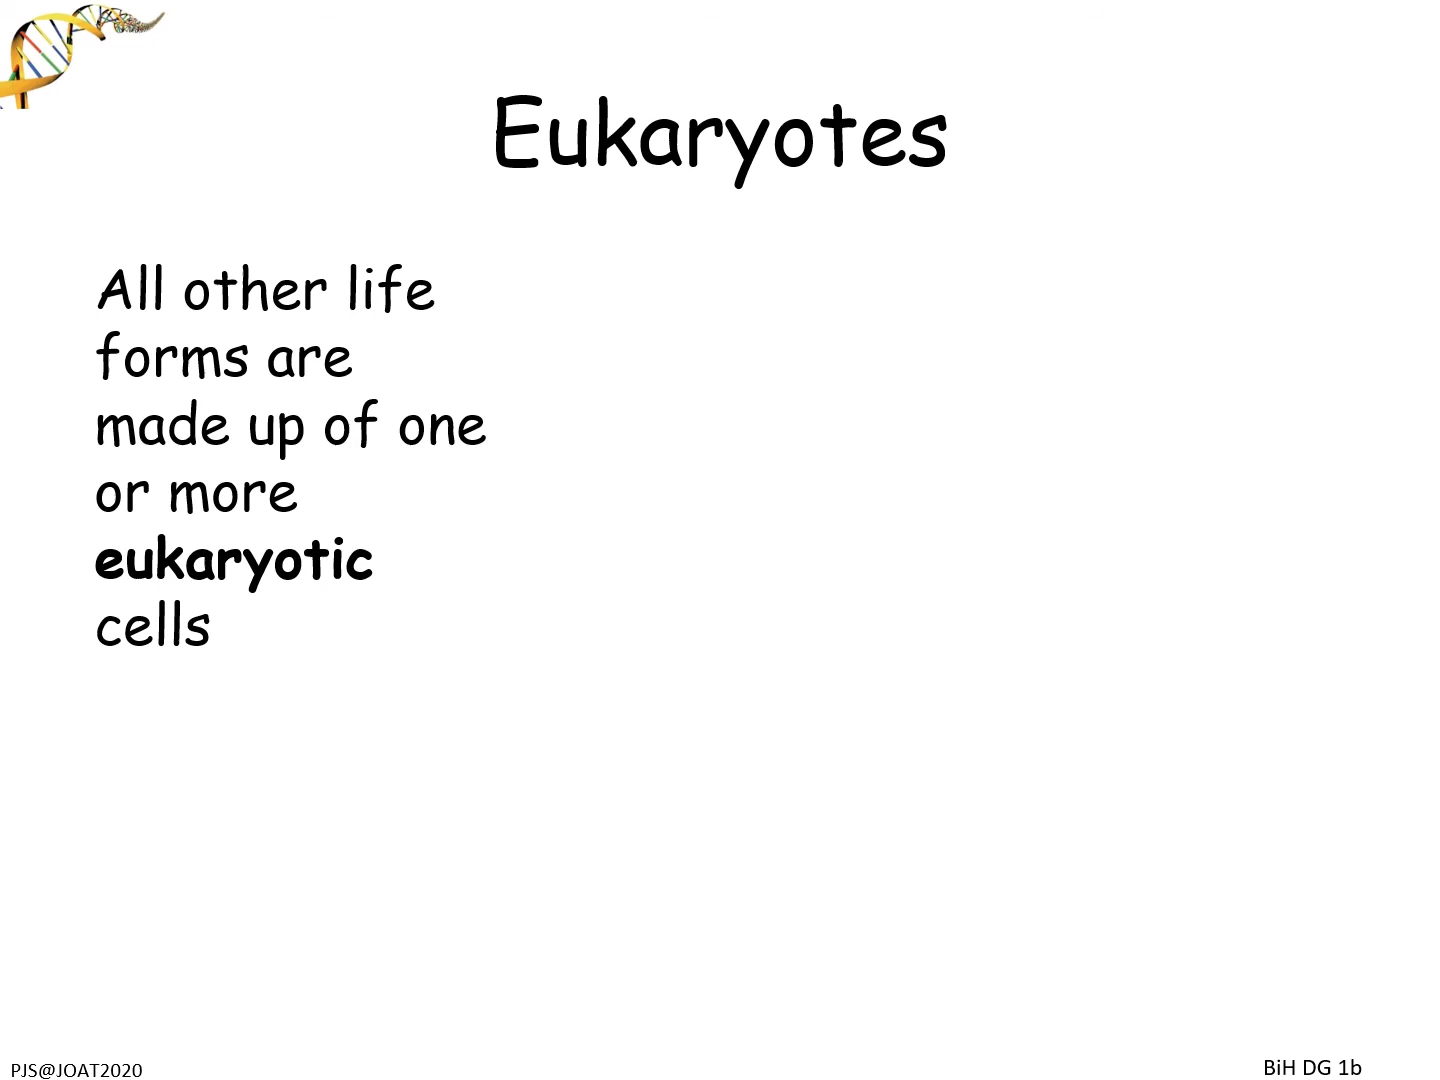 Eukaryotes
All other life
forms are
made up of one
or more
eukaryotic
cells
PJS@JOAT2020
BiH DG 1b